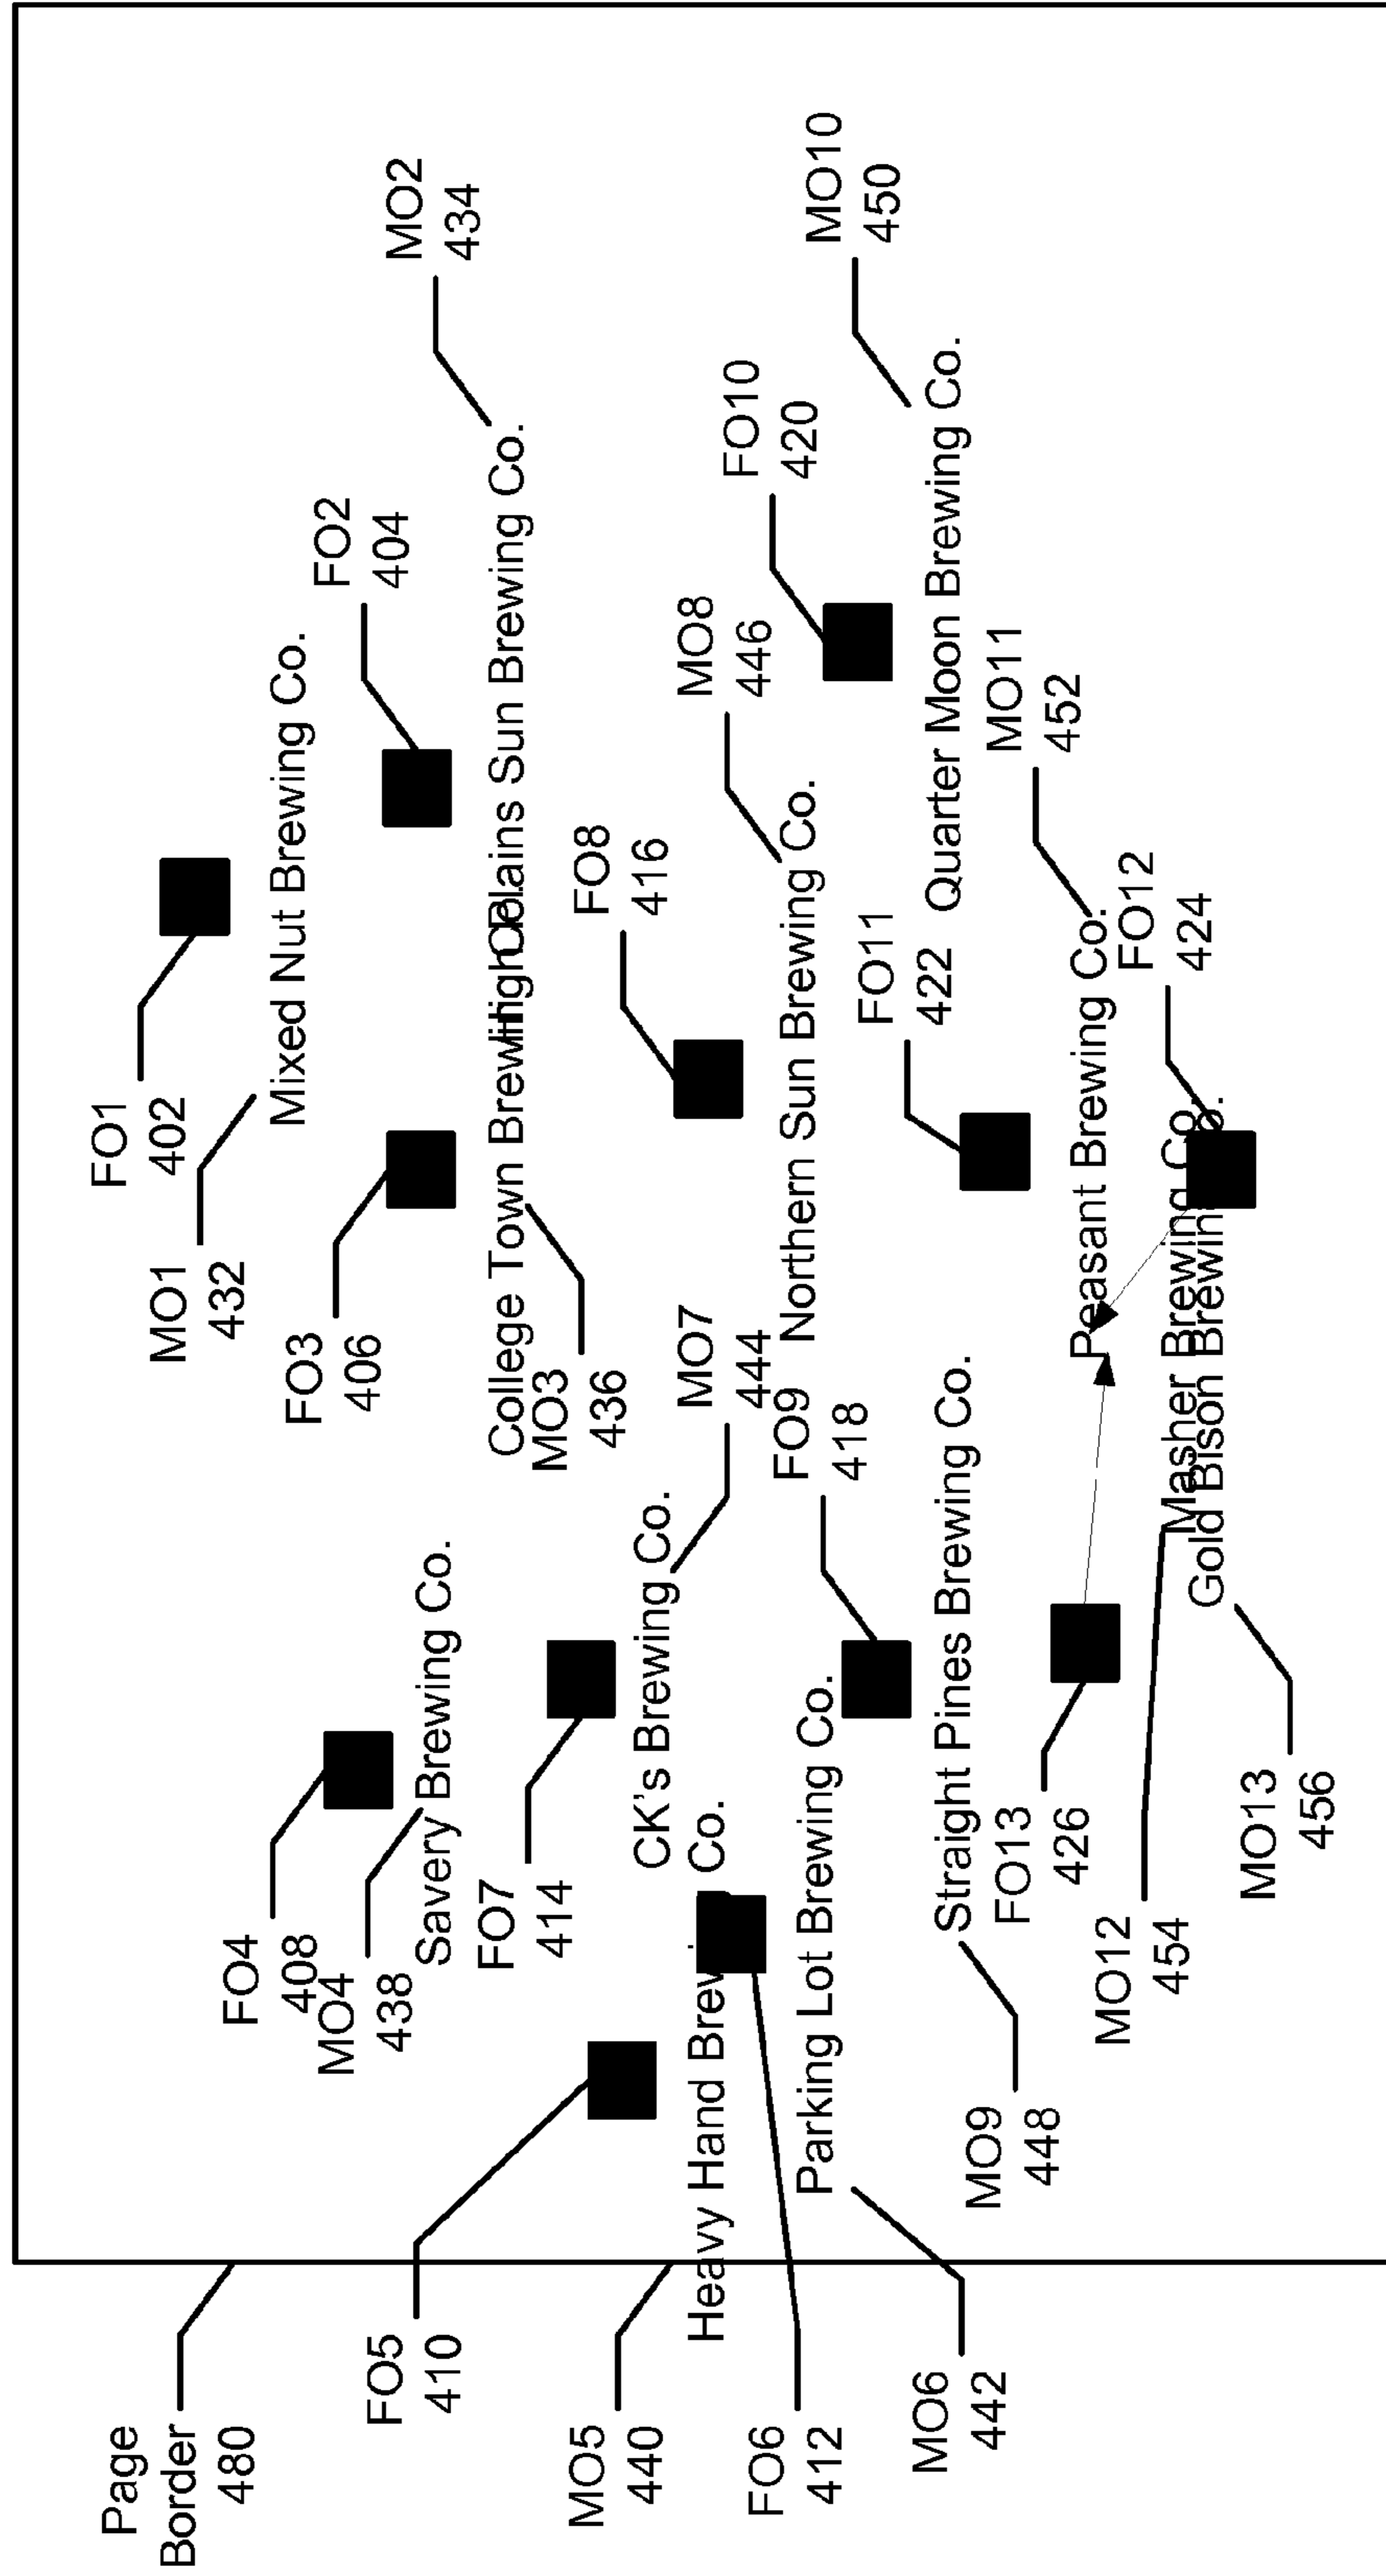 Page
Border
480
FO1
402
MO1
432
FO4
408
FO3
406
FO2
404
Mixed Nut Brewing Co.
MO4
438
FO5
410
MO2
434
Savery Brewing Co.
FO7
414
College Town Brewing Co.
High Plains Sun Brewing Co.
MO3
436
MO5
440
FO8
416
CK's Brewing Co.
MO7
444
MO8
446
Heavy Hand Brewing Co.
FO6
412
FO10
420
FO9
418
Northern Sun Brewing Co.
Parking Lot Brewing Co.
MO10
450
FO11
422
MO6
442
Straight Pines Brewing Co.
Quarter Moon Brewing Co.
MO9
448
FO13
426
MO11
452
Peasant Brewing Co.
MO12
454
FO12
424
Masher Brewing Co.
Gold Bison Brewing Co.
MO13
456